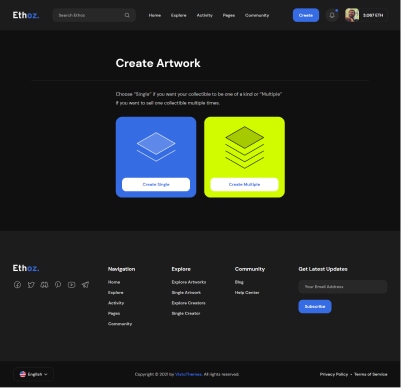 Ethoz.
Search Ethoz
Home Explore Activity Pages Community
Create
3.097 ETH
Create Artwork
Choose "Single" if you want your collectible to be one of a kind or "Multiple"
if you want to sell one collectible multiple times.
Create Single
Create Multiple
Ethoz.
Navigation
Home
Explore
Activity
Pages
Community
Explore
Explore Artworks
Single Artwork
Explore Creators
Single Creator
Community
Blog
Help Center
Get Latest Updates
Your Email Address
Subscribe
English
Copyright © 2021 by VictorThemes. All rights reserved.
Privacy Policy • Terms of Service